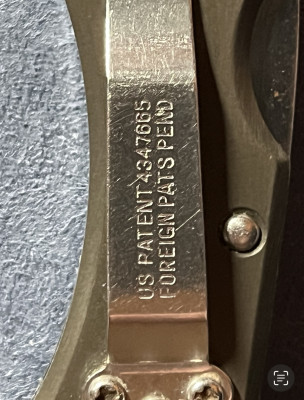 US PATENT 4347665
FOREIGN PATS PEND